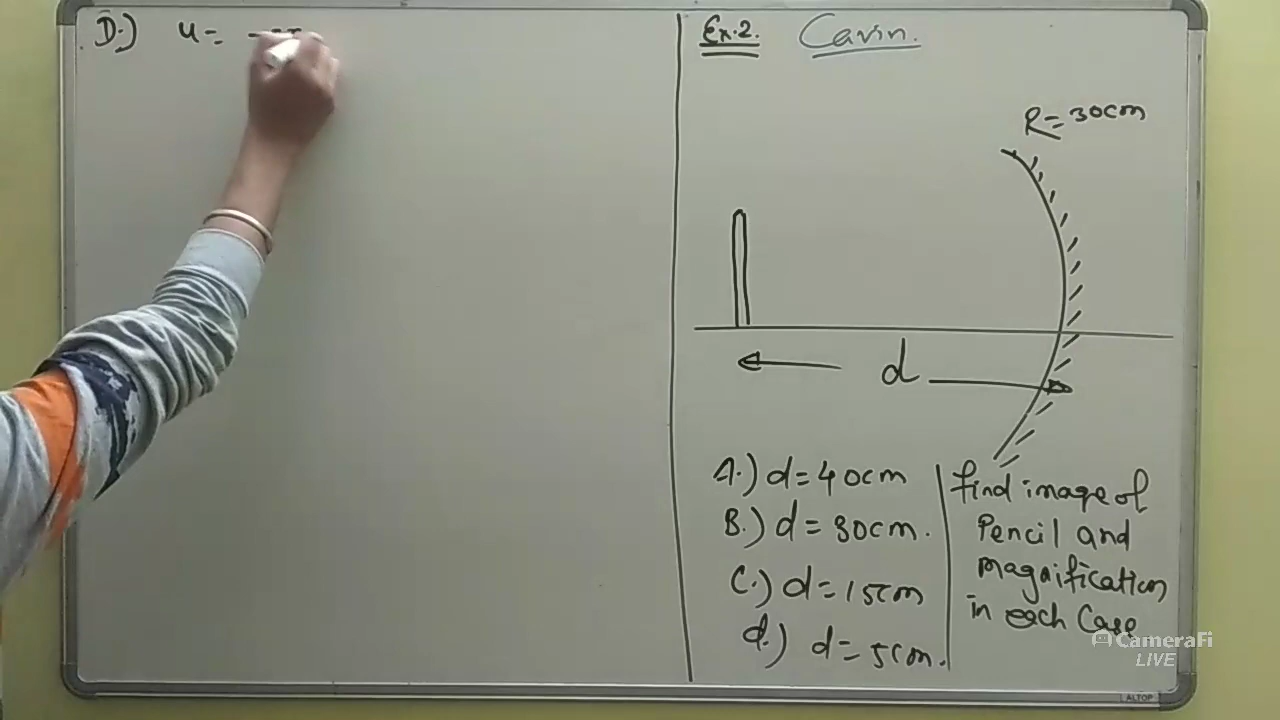 D.) u= -
Ex.2. Cavin.
R=30cm
d
A.) d=40cm
B.) d=30cm.
C.) d=15cm
d.) d=5cm.
find image of
Pencil and
magnification
in each Case
CameraFi
LIVE
ALTOP